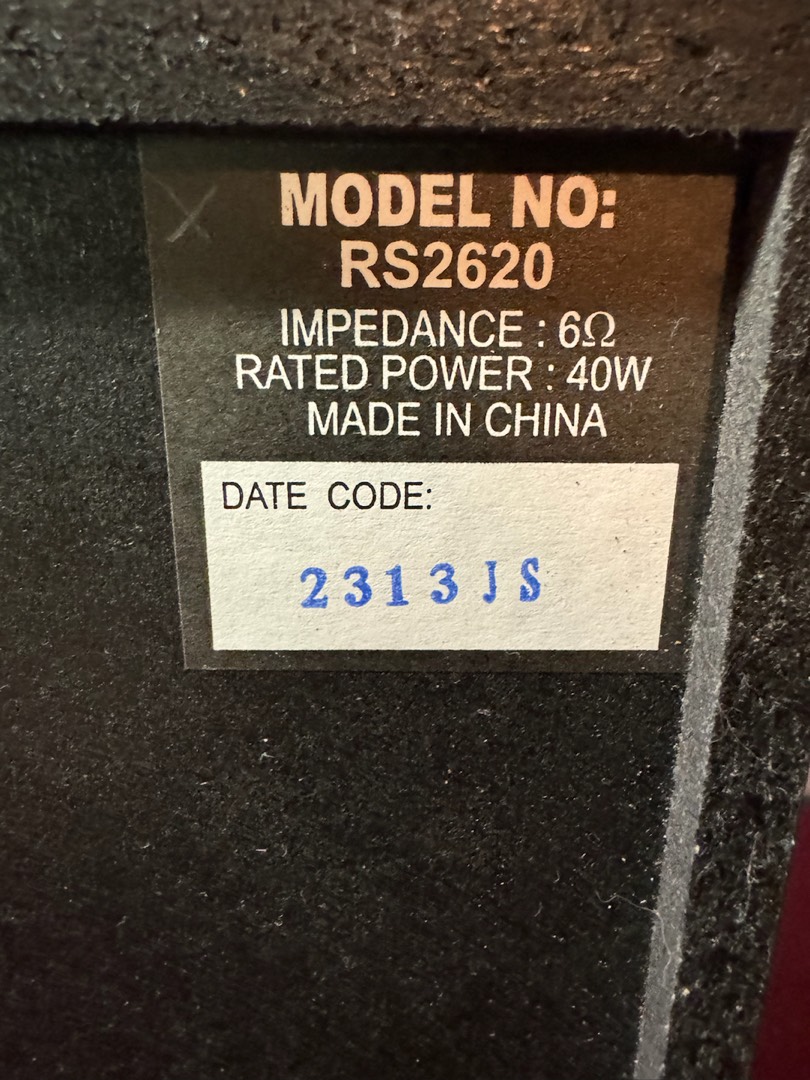 MODEL NO:
RS2620
IMPEDANCE : 6Ω
RATED POWER : 40W
MADE IN CHINA
DATE CODE:
2313JS